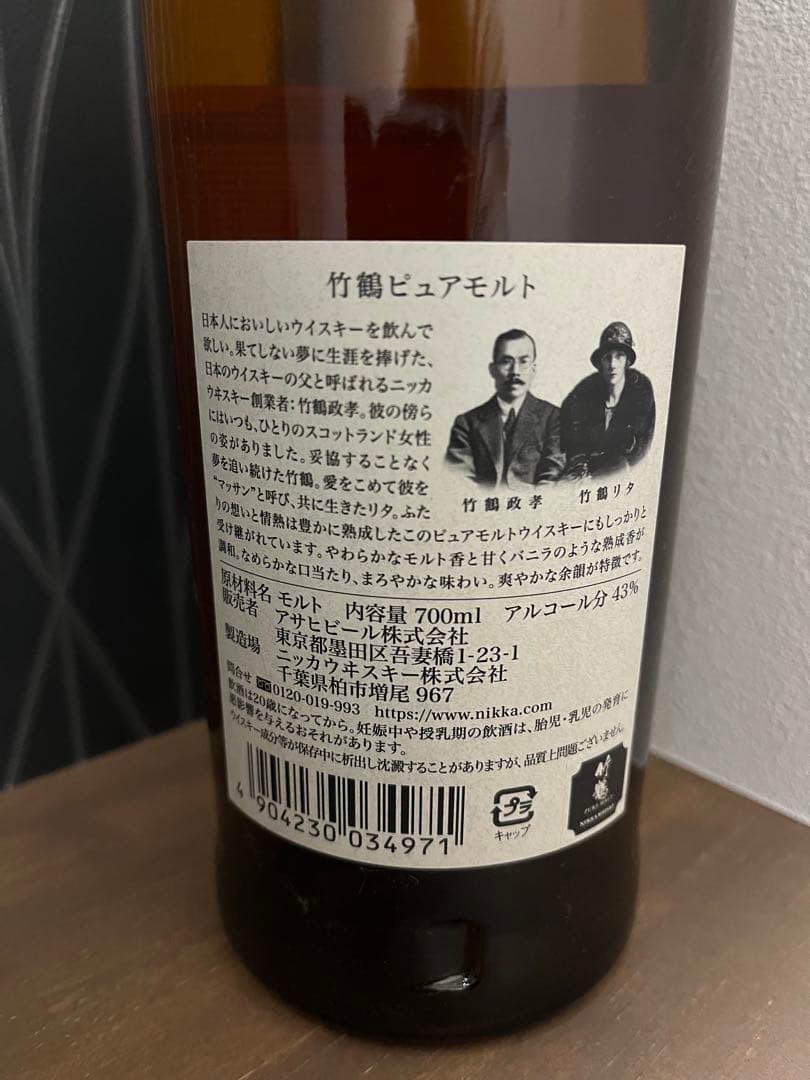 竹鶴ピュアモルト
日本人においしいウイスキーを飲んで
欲しい。果てしない夢に生涯を捧げた、
日本のウイスキーの父と呼ばれるニッカ
ウヰスキー創業者：竹鶴政孝。彼の傍ら
にはいつも、ひとりのスコットランド女性
の姿がありました。妥協することなく
夢を追い続けた竹鶴。愛をこめて彼を
“マッサン”と呼び、共に生きたリタ。ふた
りの想いと情熱は豊かに熟成したこのピュアモルトウイスキーにもしっかりと
受け継がれています。やわらかなモルト香と甘くバニラのような熟成香が
調和。なめらかな口当たり、まろやかな味わい。爽やかな余韻が特徴です。
竹鶴政孝
竹鶴リタ
原材料名 モルト 内容量 700ml アルコール分 43%
販売者 アサヒビール株式会社
東京都墨田区吾妻橋1-23-1
製造場 ニッカウヰスキー株式会社
千葉県柏市増尾 967
問合せ 0120-019-993 https://www.nikka.com
飲酒は20歳になってから。妊娠中や授乳期の飲酒は、胎児・乳児の発育に
悪影響を与えるおそれがあります。
ウイスキー成分等が保存中に析出し沈澱することがありますが、品質上問題ございません。
4 904230 034971
プラ
キャップ
竹鶴
PURE MALT